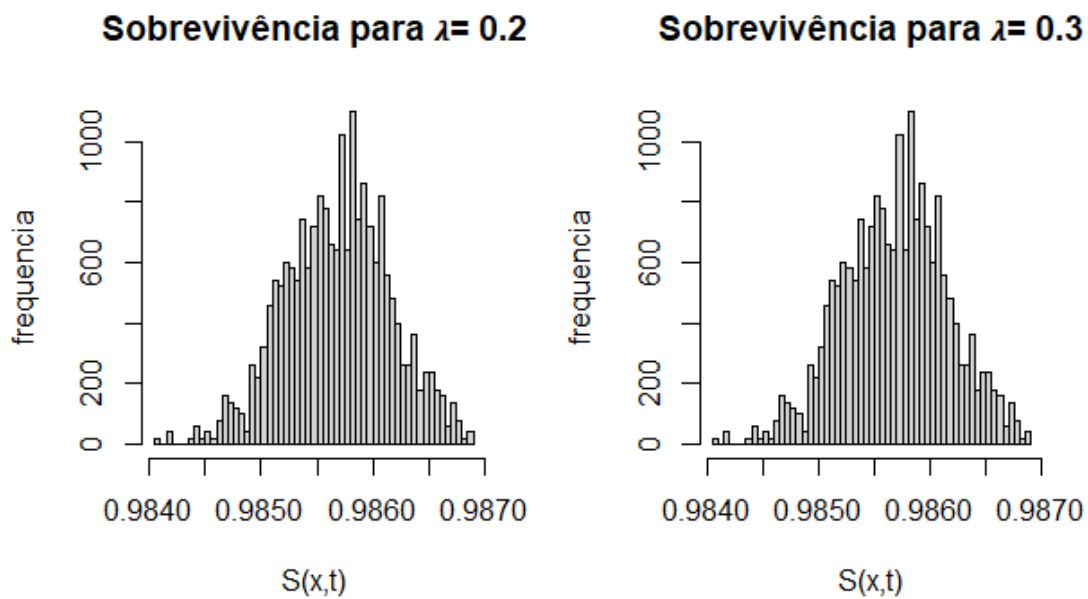 Sobrevivência para λ= 0.2
frequencia
1000
600
200
0
0.9840 0.9850 0.9860 0.9870
S(x,t)
Sobrevivência para λ= 0.3
frequencia
1000
600
200
0
0.9840 0.9850 0.9860 0.9870
S(x,t)